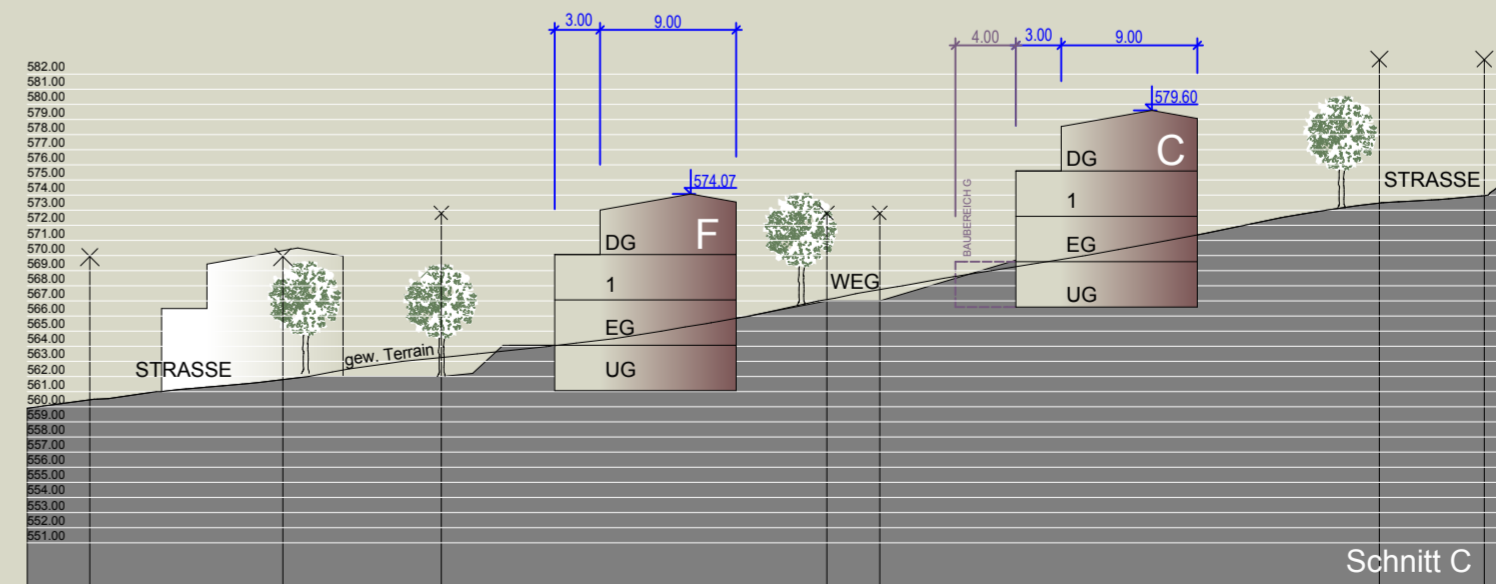 3.00 9.00
4.00 3.00 9.00
582.00
581.00
580.00
579.00
578.00
577.00
576.00
575.00
574.00
573.00
572.00
571.00
570.00
569.00
568.00
567.00
566.00
565.00
564.00
563.00
562.00
561.00
560.00
559.00
558.00
557.00
556.00
555.00
554.00
553.00
552.00
551.00
STRASSE
gew. Terrain
574.07
DG F
1
EG
UG
WEG
BAUBEREICH G
579.60
DG C
1
EG
UG
STRASSE
Schnitt C